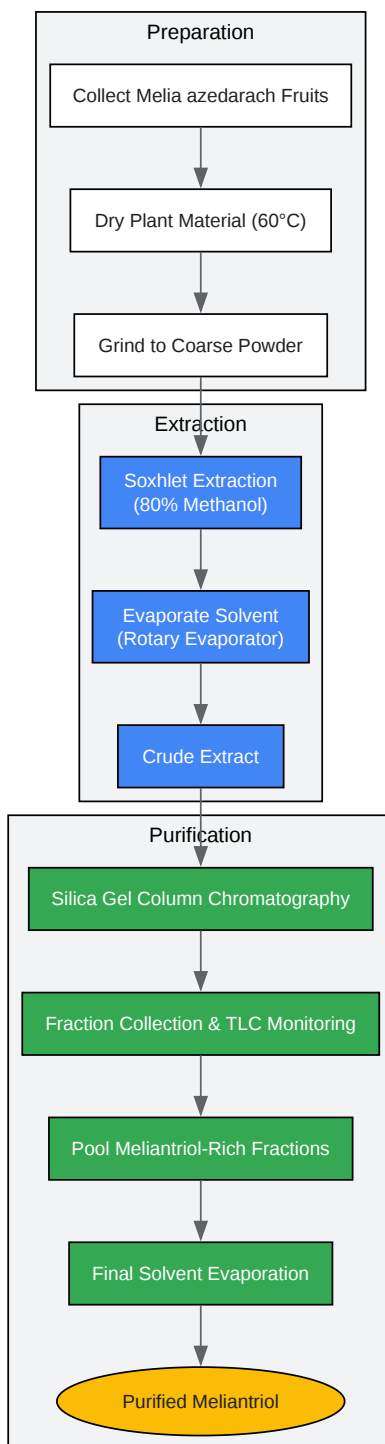 Preparation
Collect Melia azedarach Fruits
Dry Plant Material (60°C)
Grind to Coarse Powder
Extraction
Soxhlet Extraction
(80% Methanol)
Evaporate Solvent
(Rotary Evaporator)
Crude Extract
Purification
Silica Gel Column Chromatography
Fraction Collection & TLC Monitoring
Pool Meliantriol-Rich Fractions
Final Solvent Evaporation
Purified Meliantriol